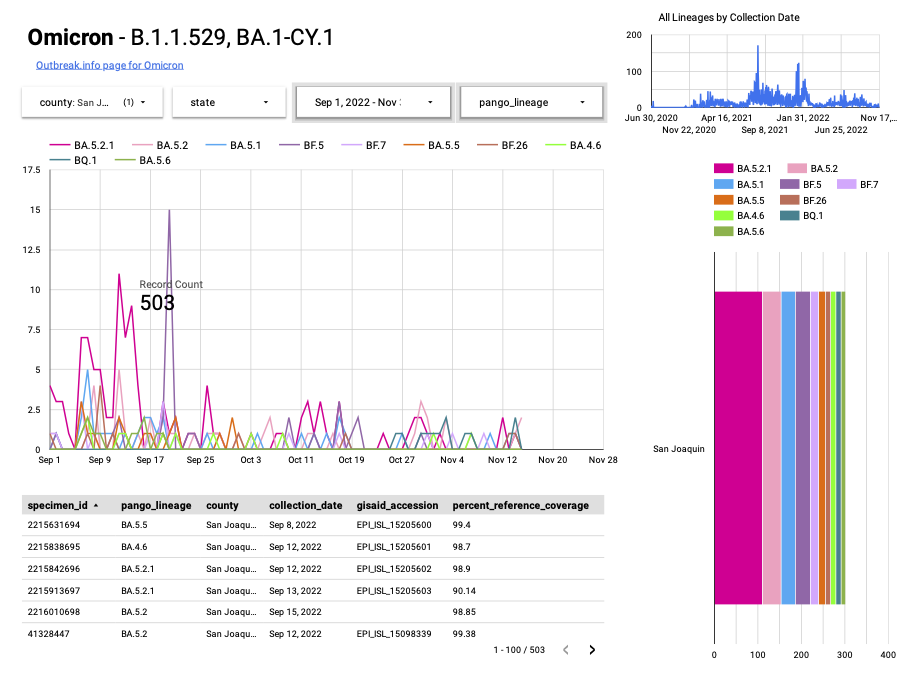 Omicron - B.1.1.529, BA.1-CY.1
Outbreak.info page for Omicron
county: San J... (1)
state
Sep 1, 2022 - Nov
pango_lineage
BA.5.2.1 BA.5.2 BA.5.1 BF.5 BF.7 BA.5.5 BF.26 BA.4.6
BQ.1 BA.5.6
17.5
15
12.5
10
7.5
5
2.5
0
Record Count
503
Sep 1 Sep 9 Sep 17 Sep 25 Oct 3 Oct 11 Oct 19 Oct 27 Nov 4 Nov 12 Nov 20 Nov 28
specimen_id pango_lineage county collection_date gisaid_accession percent_reference_coverage
2215631694 BA.5.5 San Joaqu... Sep 8, 2022 EPI_ISL_15205600 99.4
2215838695 BA.4.6 San Joaqu... Sep 12, 2022 EPI_ISL_15205601 98.7
2215842696 BA.5.2.1 San Joaqu... Sep 12, 2022 EPI_ISL_15205602 98.9
2215913697 BA.5.2.1 San Joaqu... Sep 13, 2022 EPI_ISL_15205603 90.14
2216010698 BA.5.2 San Joaqu... Sep 15, 2022 98.85
41328447 BA.5.2 San Joaqu... Sep 12, 2022 EPI_ISL_15098339 99.38
1 - 100 / 503
All Lineages by Collection Date
200
100
0
Jun 30, 2020 Apr 16, 2021 Jan 31, 2022 Nov 17,...
Nov 22, 2020 Sep 8, 2021 Jun 25, 2022
BA.5.2.1 BA.5.2
BA.5.1 BF.5 BF.7
BA.5.5 BF.26
BA.4.6 BQ.1
BA.5.6
San Joaquin
0 100 200 300 400